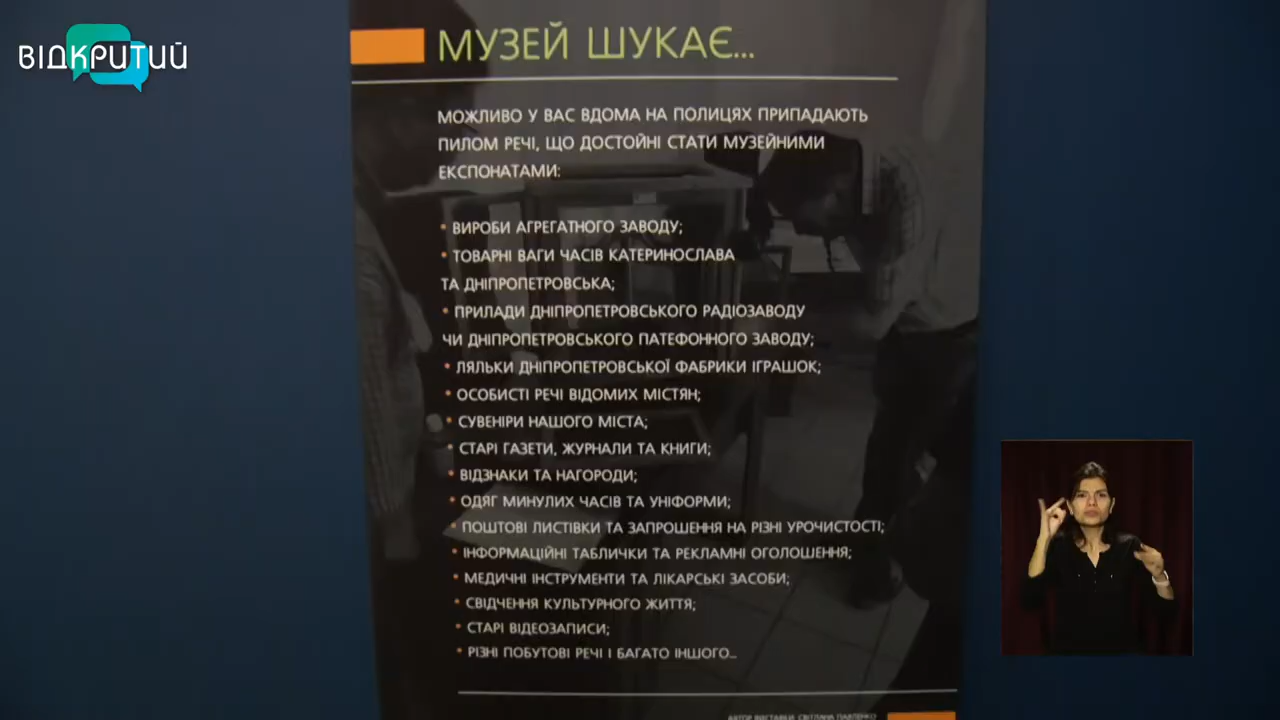 ВІДКРИТИЙ
МУЗЕЙ ШУКАЄ...
МОЖЛИВО У ВАС ВДОМА НА ПОЛИЦЯХ ПРИПАДАЮТЬ
ПИЛОМ РЕЧІ, ЩО ДОСТОЙНІ СТАТИ МУЗЕЙНИМИ
ЕКСПОНАТАМИ:
• ВИРОБИ АГРЕГАТНОГО ЗАВОДУ;
• ТОВАРНІ ВАГИ ЧАСІВ КАТЕРИНОСЛАВА
ТА ДНІПРОПЕТРОВСЬКА;
• ПРИЛАДИ ДНІПРОПЕТРОВСЬКОГО РАДІОЗАВОДУ
ЧИ ДНІПРОПЕТРОВСЬКОГО ПАТЕФОННОГО ЗАВОДУ;
• ЛЯЛЬКИ ДНІПРОПЕТРОВСЬКОЇ ФАБРИКИ ІГРАШОК;
• ОСОБИСТІ РЕЧІ ВІДОМИХ МІСТЯН;
• СУВЕНІРИ НАШОГО МІСТА;
• СТАРІ ГАЗЕТИ, ЖУРНАЛИ ТА КНИГИ;
• ВІДЗНАКИ ТА НАГОРОДИ;
• ОДЯГ МИНУЛИХ ЧАСІВ ТА УНІФОРМИ;
• ПОШТОВІ ЛИСТІВКИ ТА ЗАПРОШЕННЯ НА РІЗНІ УРОЧИСТОСТІ;
• ІНФОРМАЦІЙНІ ТАБЛИЧКИ ТА РЕКЛАМНІ ОГОЛОШЕННЯ;
• МЕДИЧНІ ІНСТРУМЕНТИ ТА ЛІКАРСЬКІ ЗАСОБИ;
• СВІДЧЕННЯ КУЛЬТУРНОГО ЖИТТЯ;
• СТАРІ ВІДЕОЗАПИСИ;
• РІЗНІ ПОБУТОВІ РЕЧІ І БАГАТО ІНШОГО...
АВТОР ВИСТАВКИ: СВІТЛАНА ПАВЛЕНКО